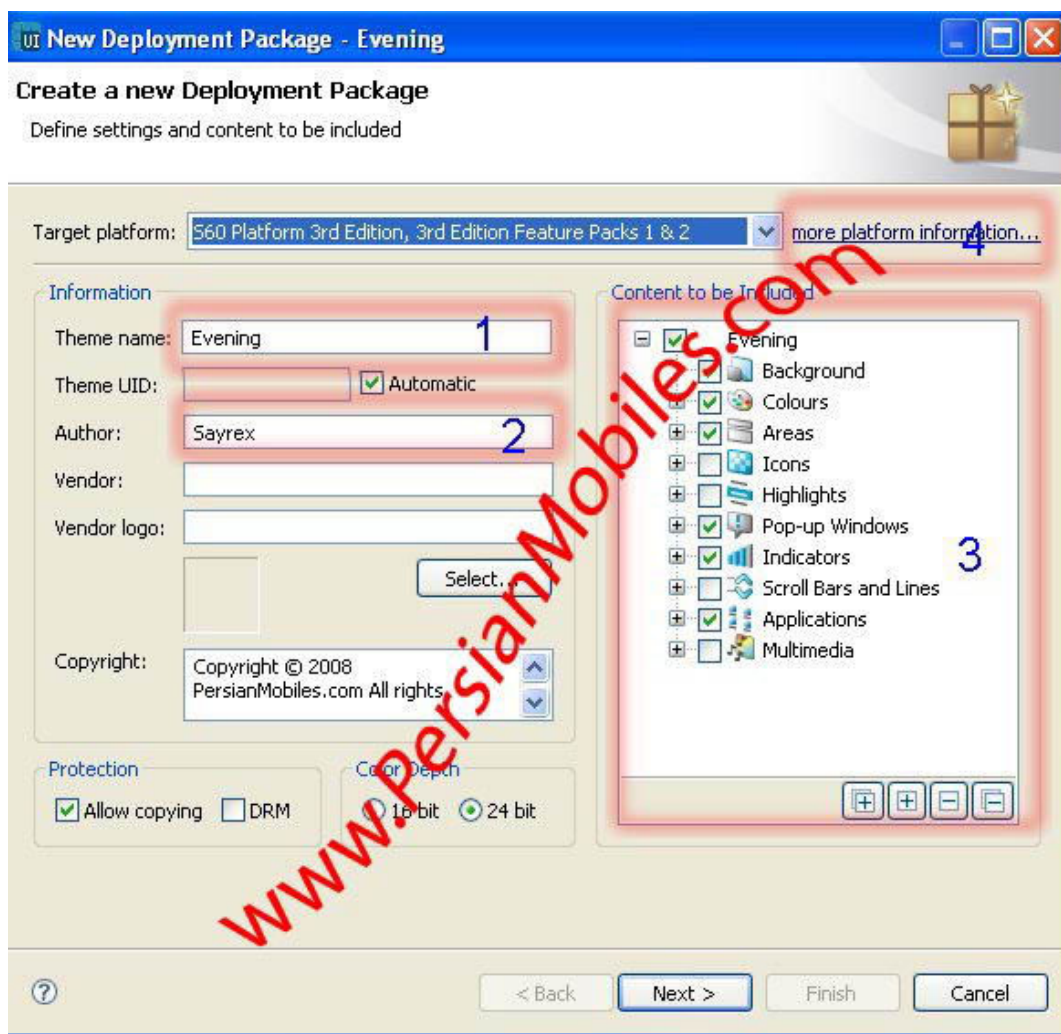 UI New Deployment Package - Evening
Create a new Deployment Package
Define settings and content to be included
Target platform: S60 Platform 3rd Edition, 3rd Edition Feature Packs 1 & 2 more platform information...
4
Information
Theme name: Evening 1
Theme UID: Automatic
Author: Sayrex 2
Vendor:
Vendor logo:
Select...
Copyright: Copyright © 2008
PersianMobiles.com All rights
Protection
Allow copying DRM
Color Depth
16 bit 24 bit
Content to be Included
Evening
Background
Colours
Areas
Icons
Highlights
Pop-up Windows
Indicators
3
Scroll Bars and Lines
Applications
Multimedia
www.PersianMobiles.com
? < Back Next > Finish Cancel